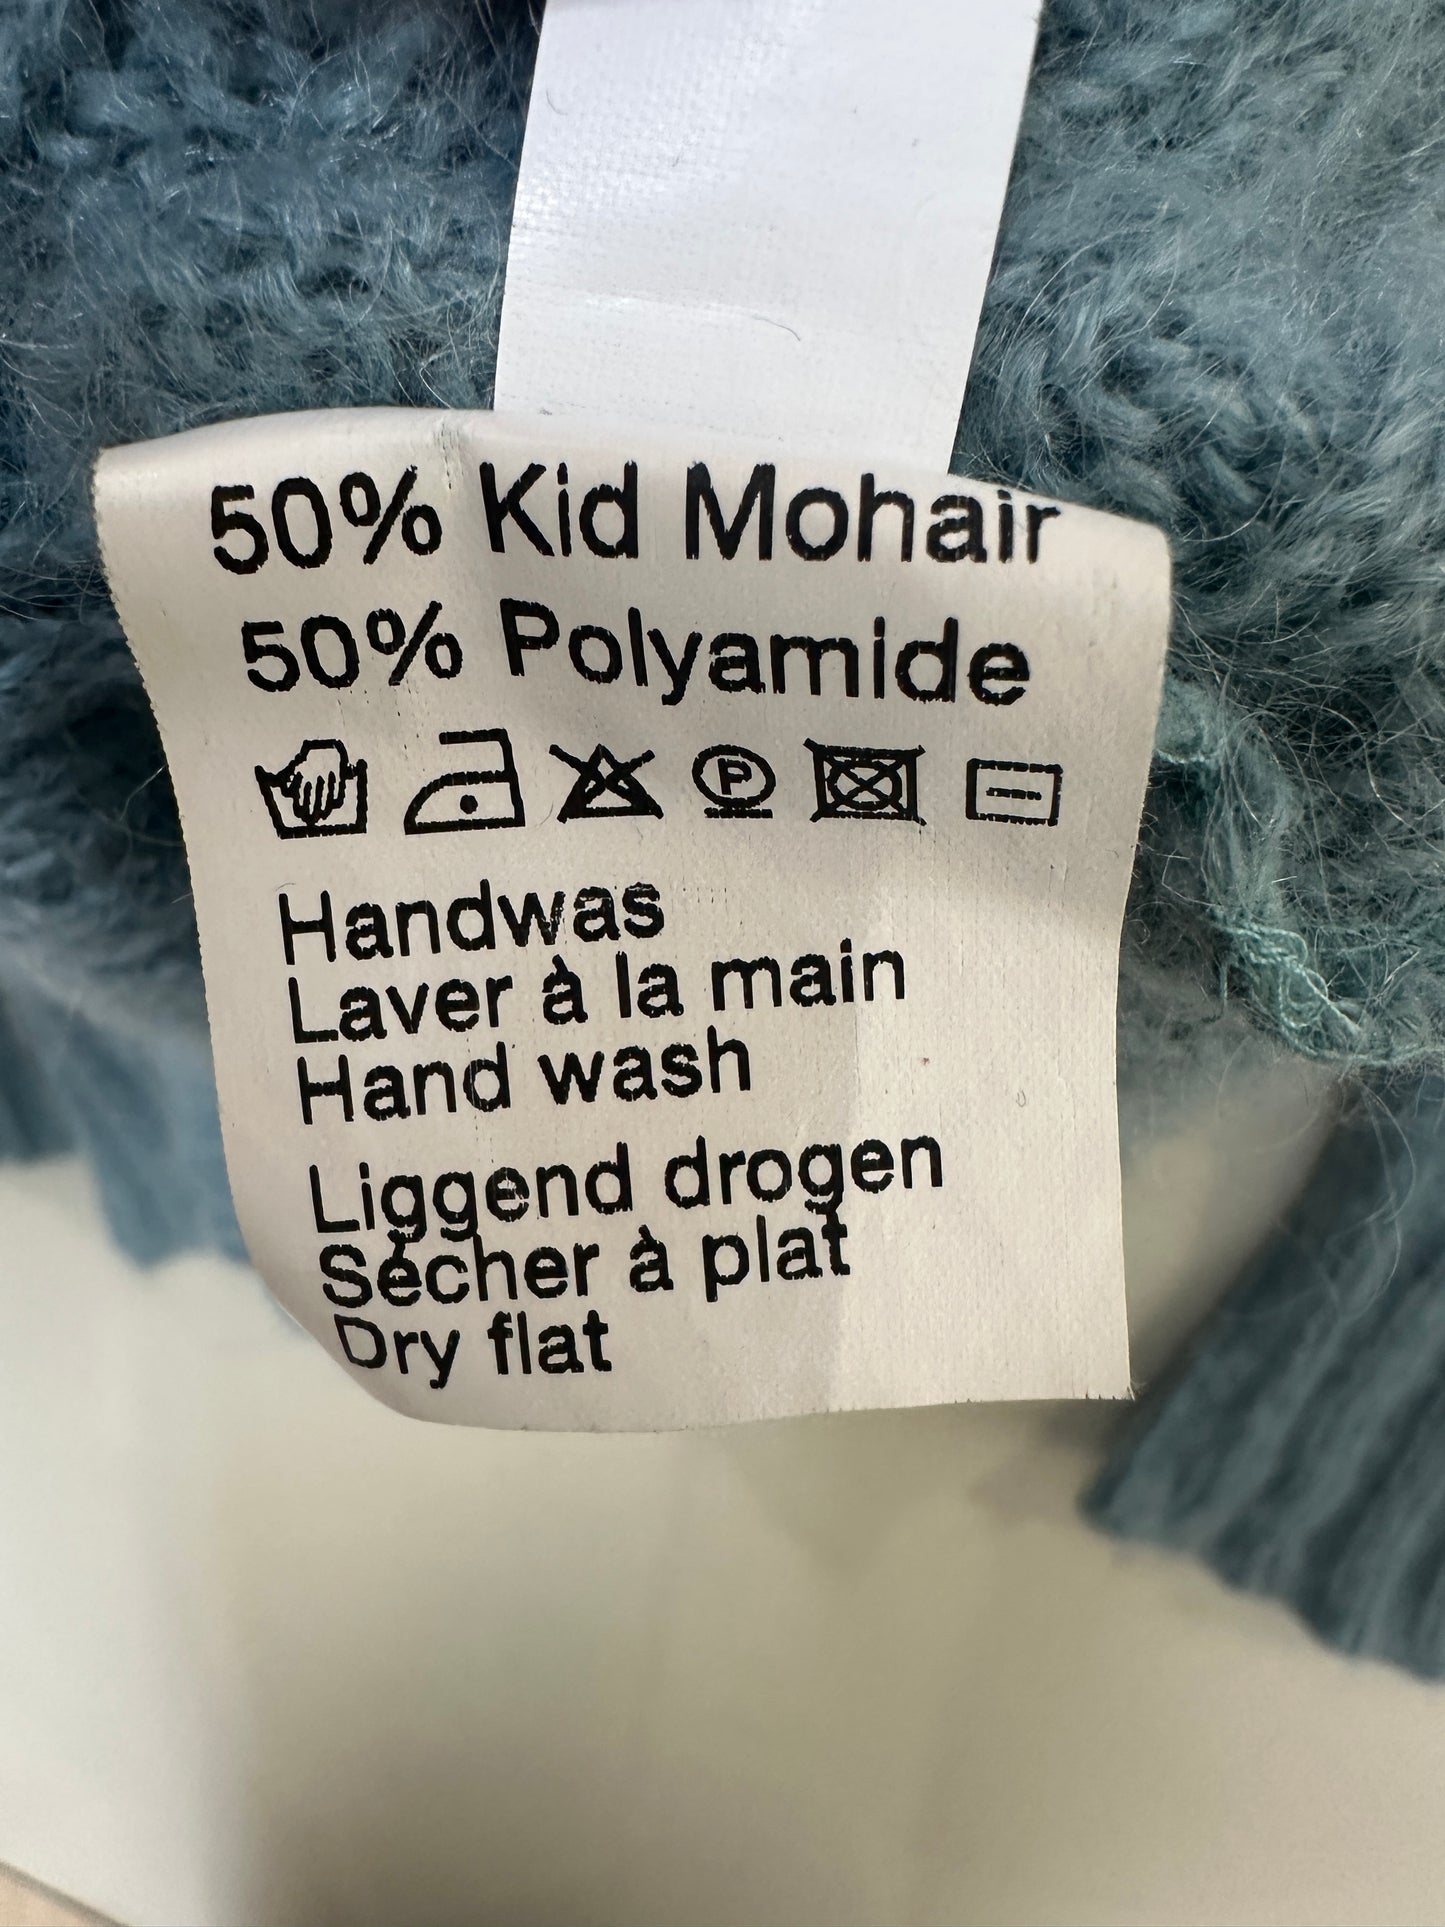 50% Kid Mohair
50% Polyamide
P
Handwas
Laver à la main
Hand wash
Liggend drogen
Sécher à plat
Dry flat